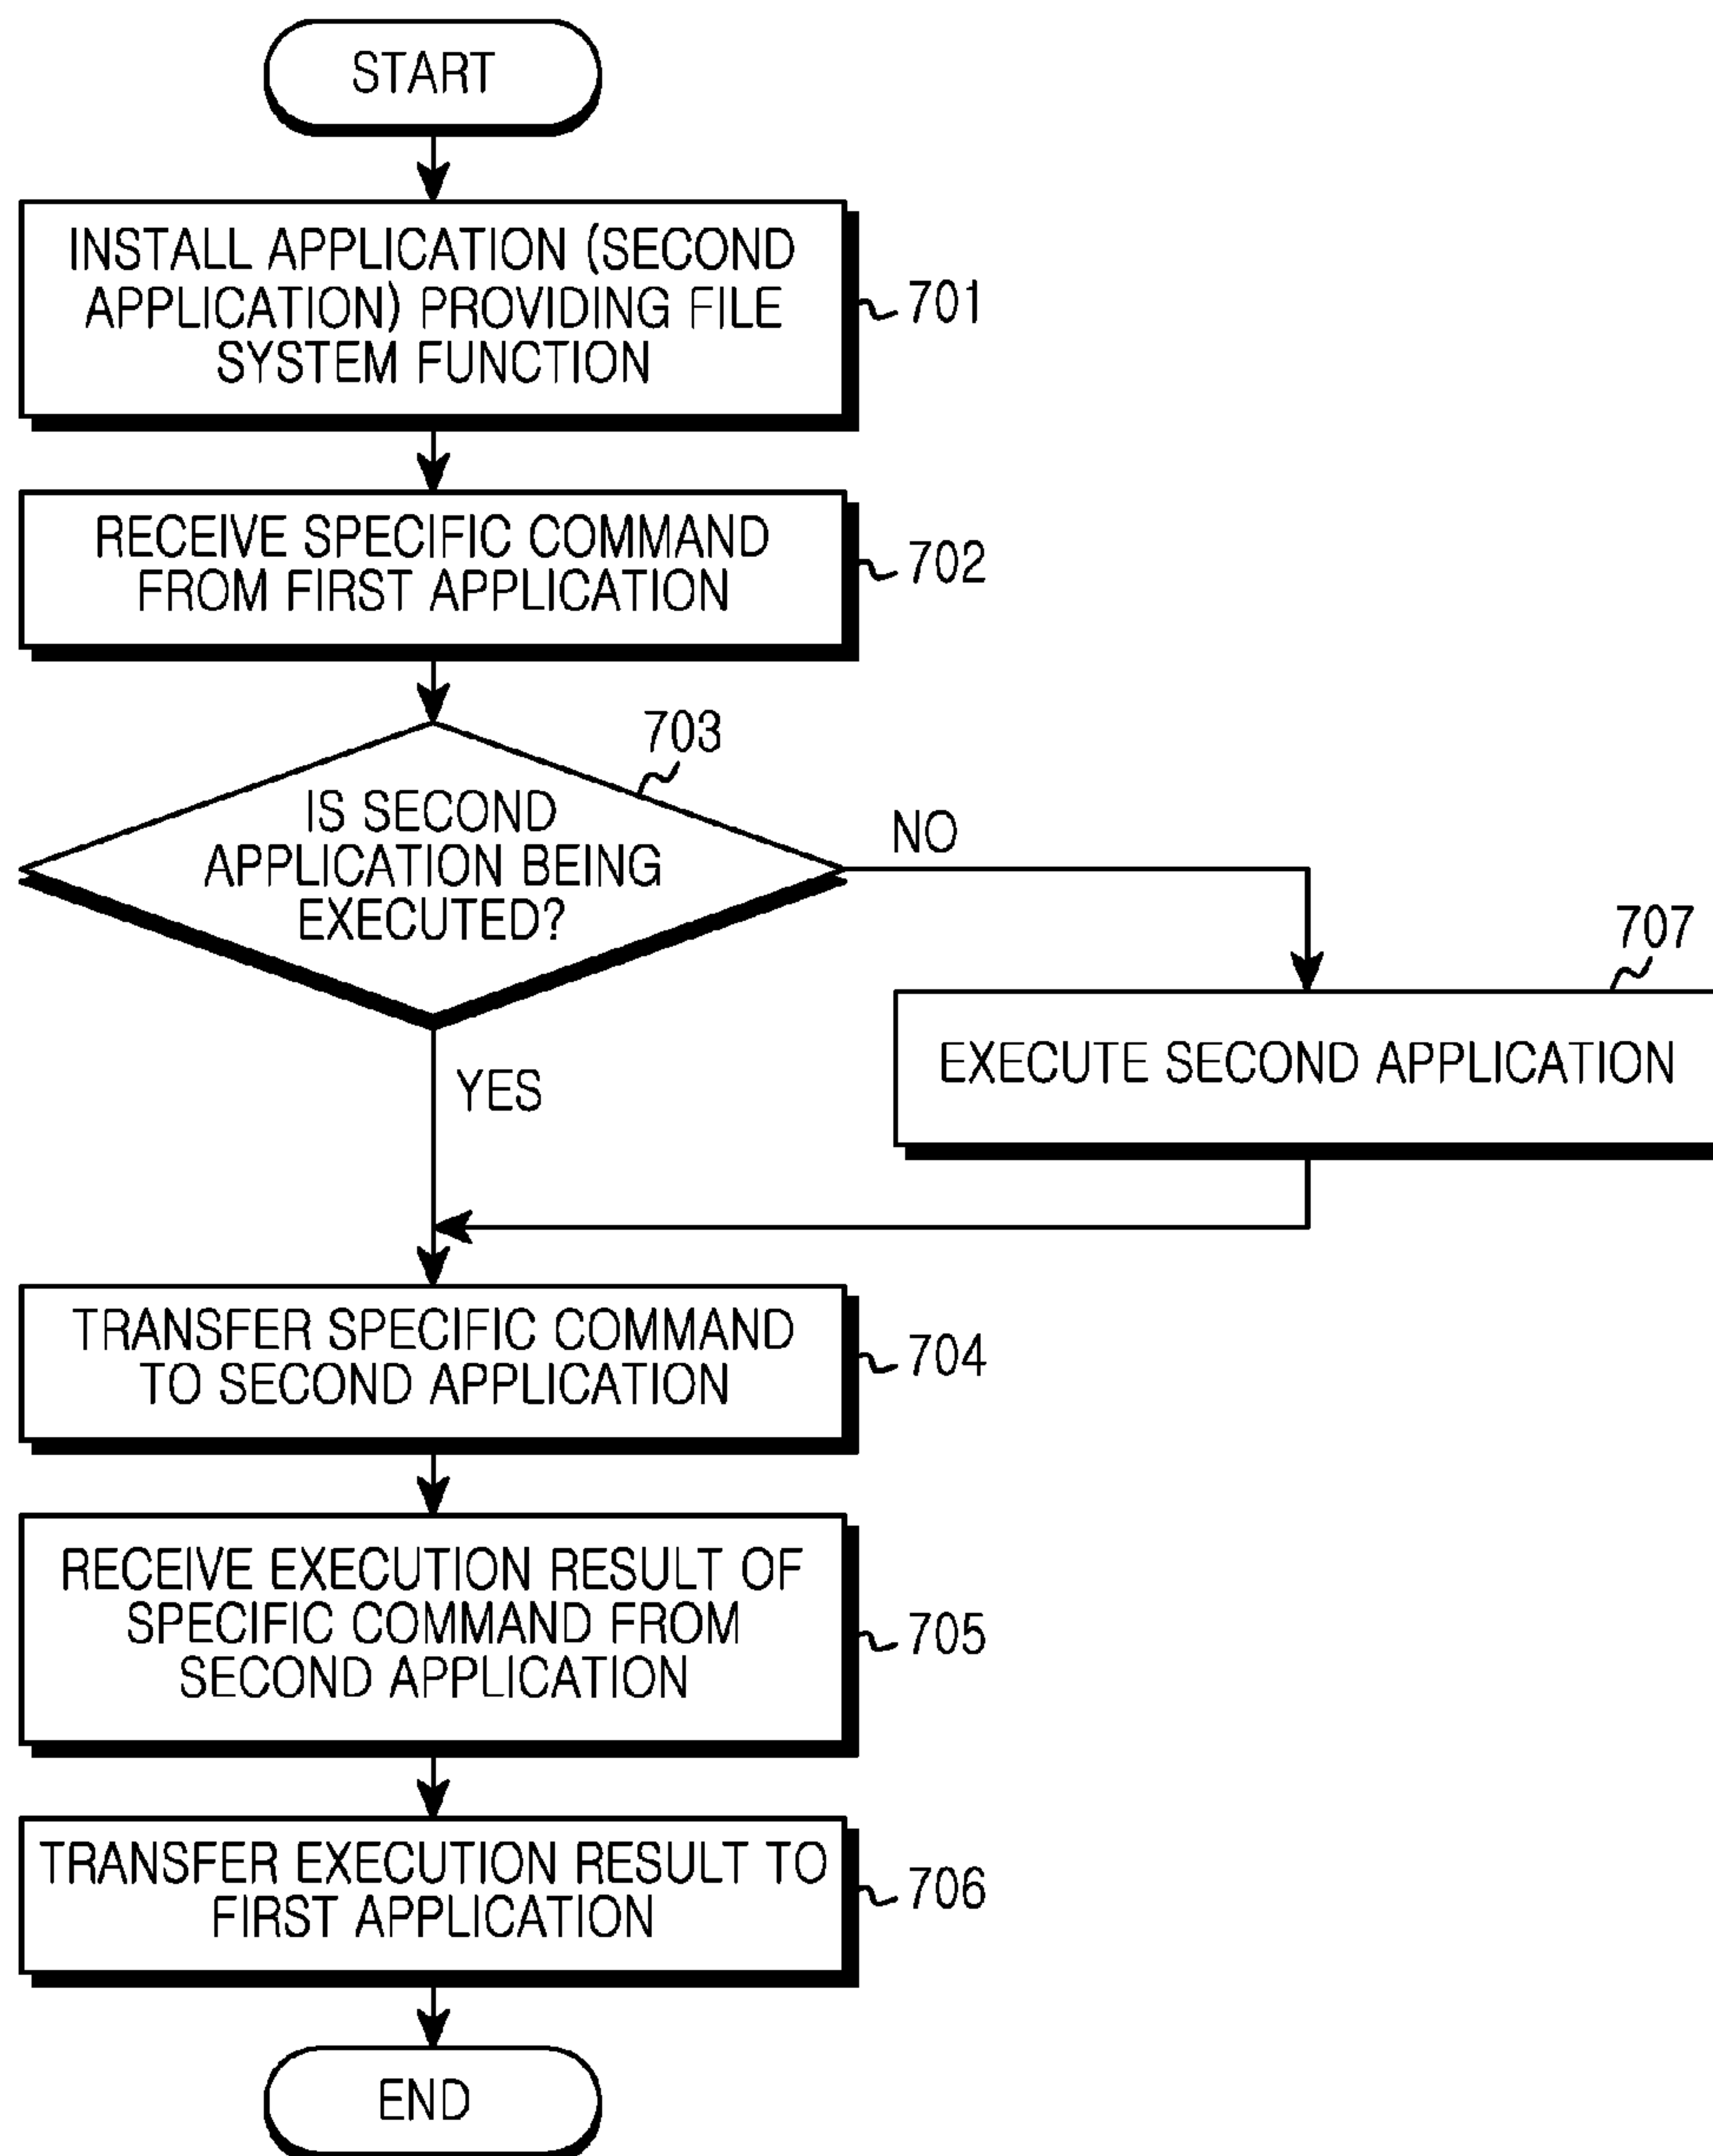 START
INSTALL APPLICATION (SECOND
APPLICATION) PROVIDING FILE
SYSTEM FUNCTION
701
RECEIVE SPECIFIC COMMAND
FROM FIRST APPLICATION
702
703
IS SECOND
APPLICATION BEING
EXECUTED?
NO
YES
707
EXECUTE SECOND APPLICATION
TRANSFER SPECIFIC COMMAND
TO SECOND APPLICATION
704
RECEIVE EXECUTION RESULT OF
SPECIFIC COMMAND FROM
SECOND APPLICATION
705
TRANSFER EXECUTION RESULT TO
FIRST APPLICATION
706
END